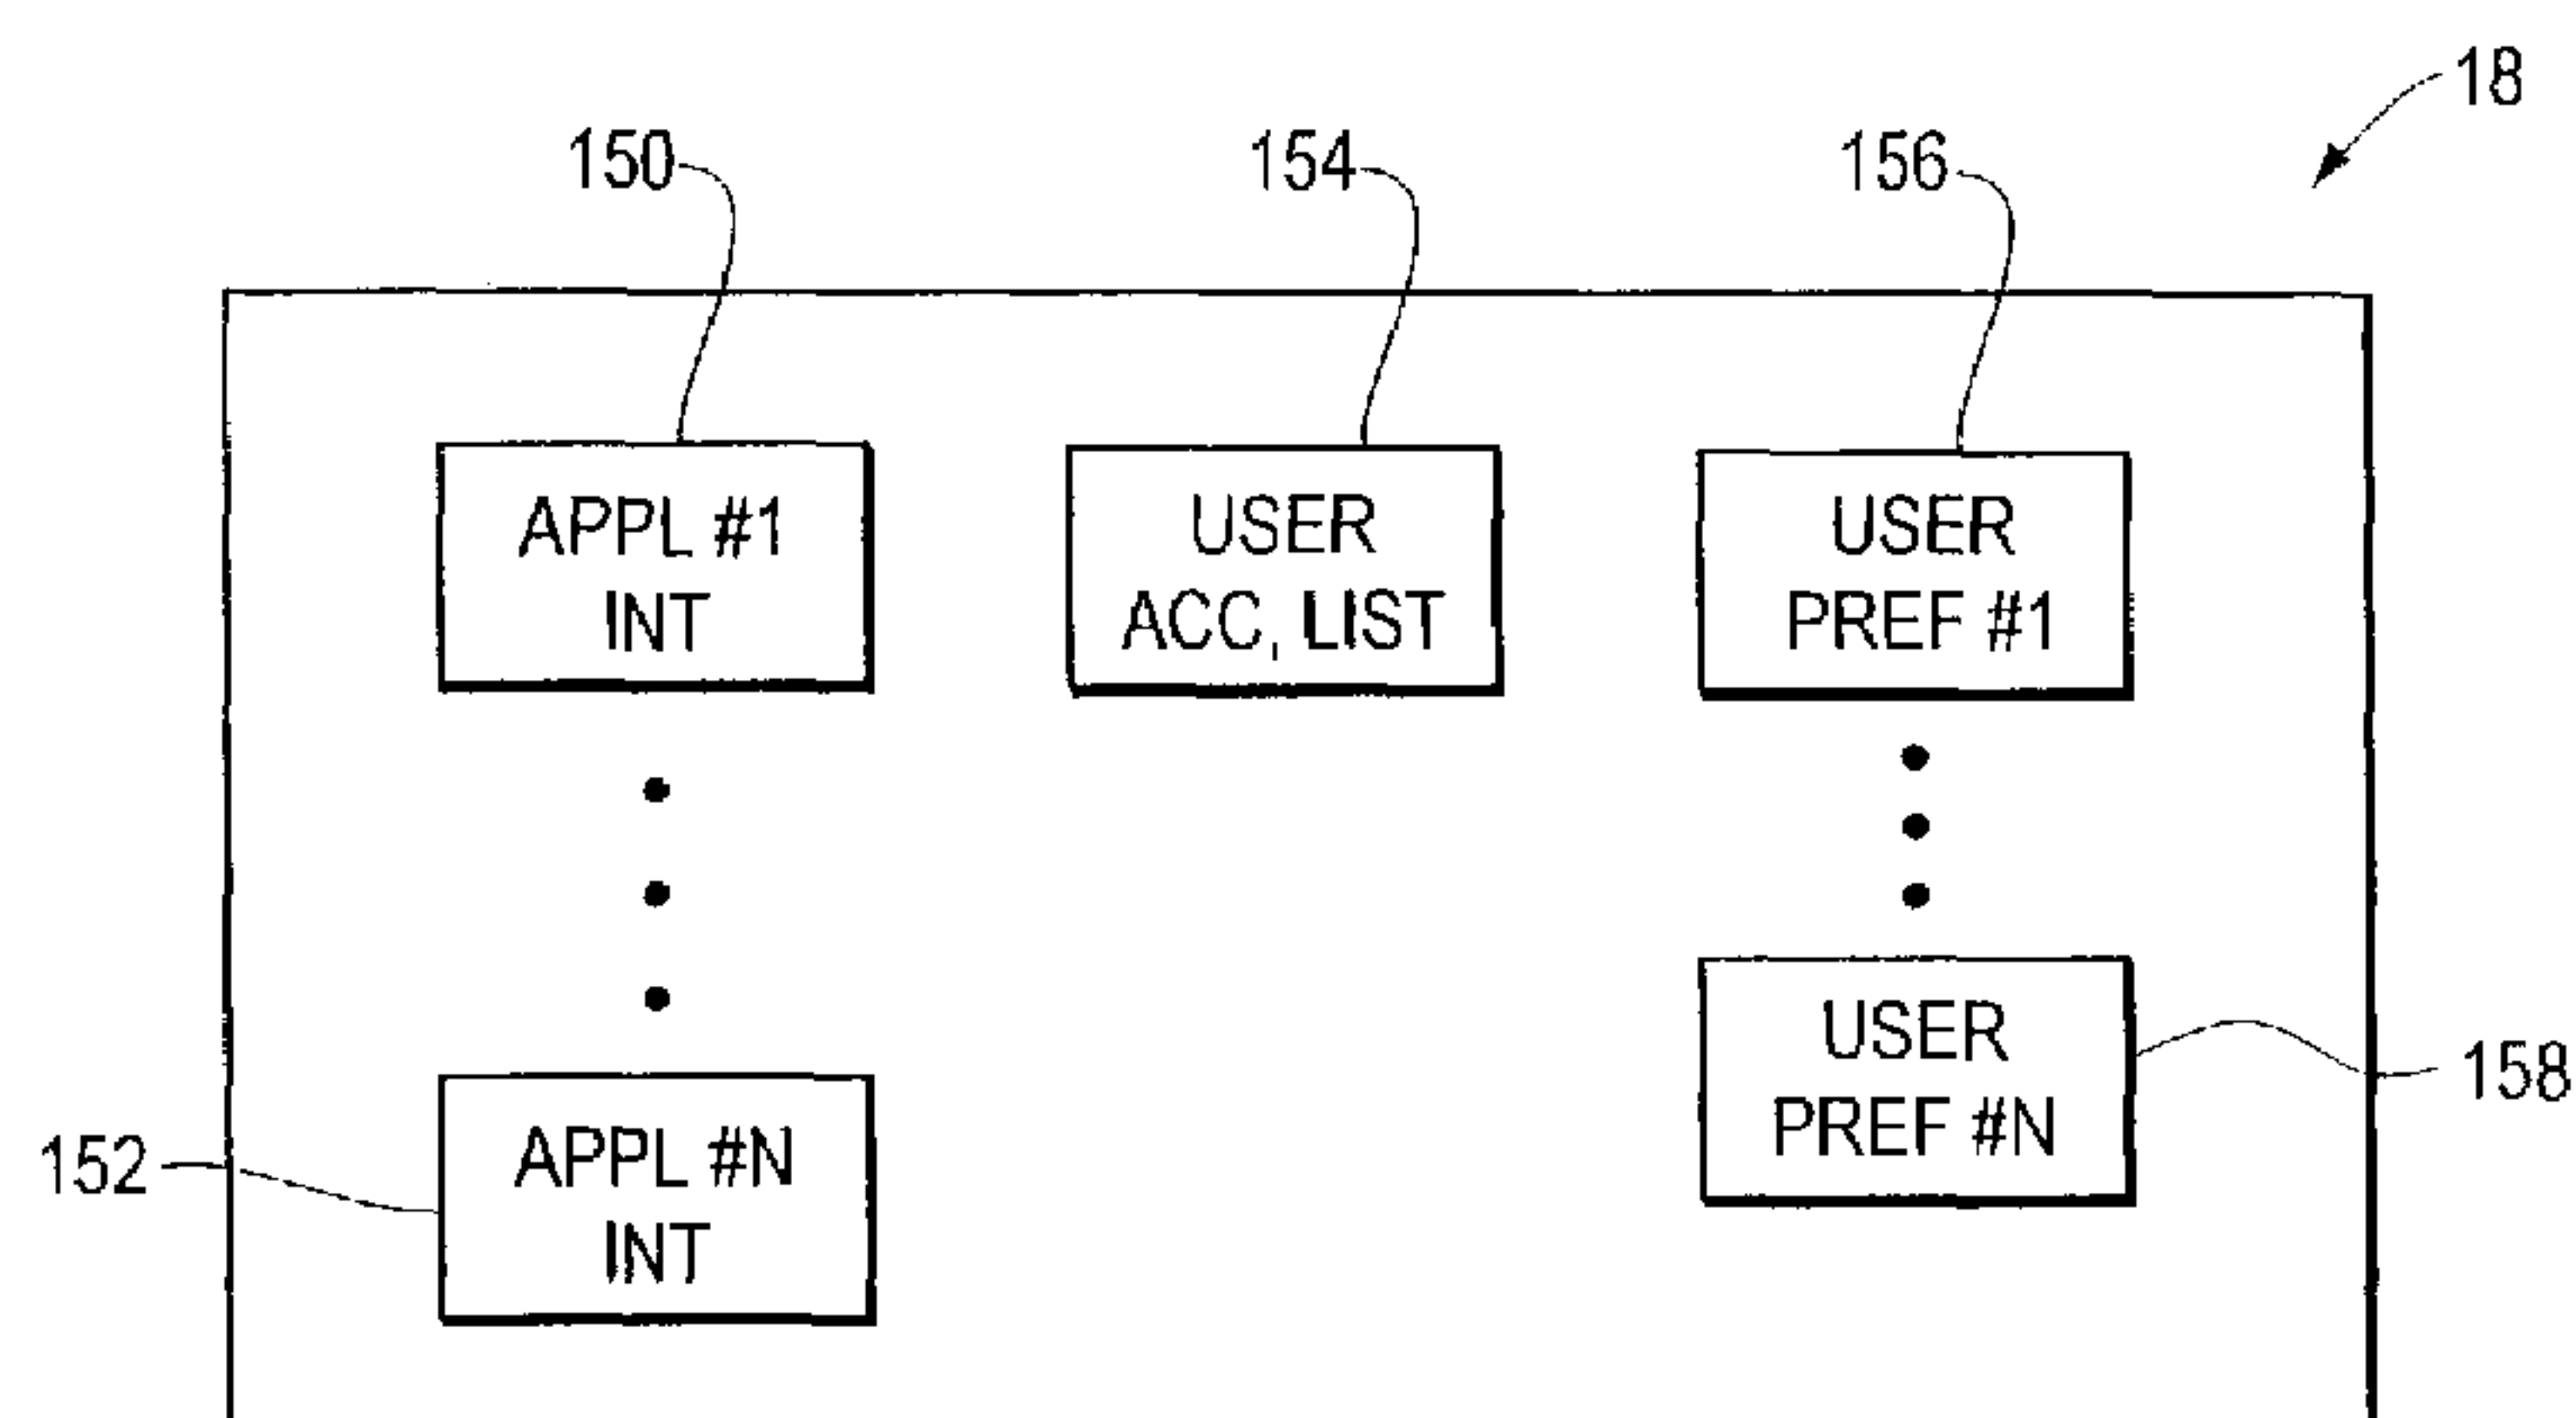 18
150
154
156
APPL #1
INT
USER
ACC, LIST
USER
PREF #1
USER
PREF #N
158
152
APPL #N
INT